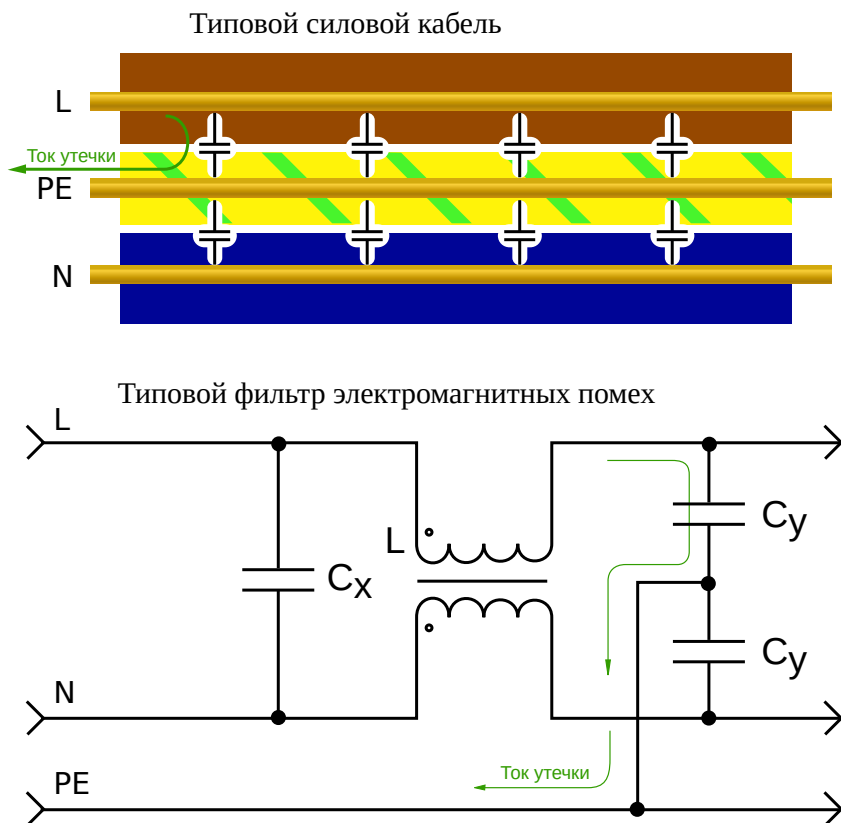 Типовой силовой кабель
L
Ток утечки
PE
N
Типовой фильтр электромагнитных помех
L
Cy
L
Cx
Cy
N
Ток утечки
PE